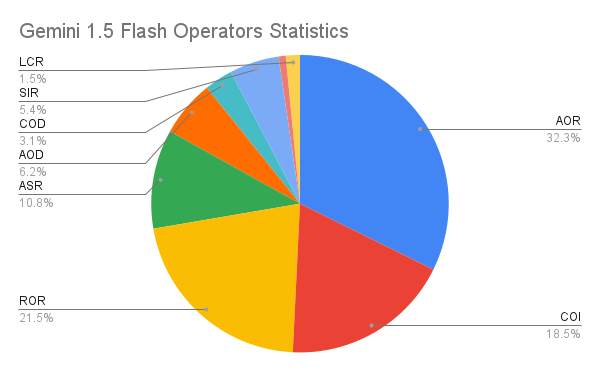 Gemini 1.5 Flash Operators Statistics
LCR
1.5%
SIR
5.4%
COD
3.1%
AOD
6.2%
ASR
10.8%
ROR
21.5%
AOR
32.3%
COI
18.5%